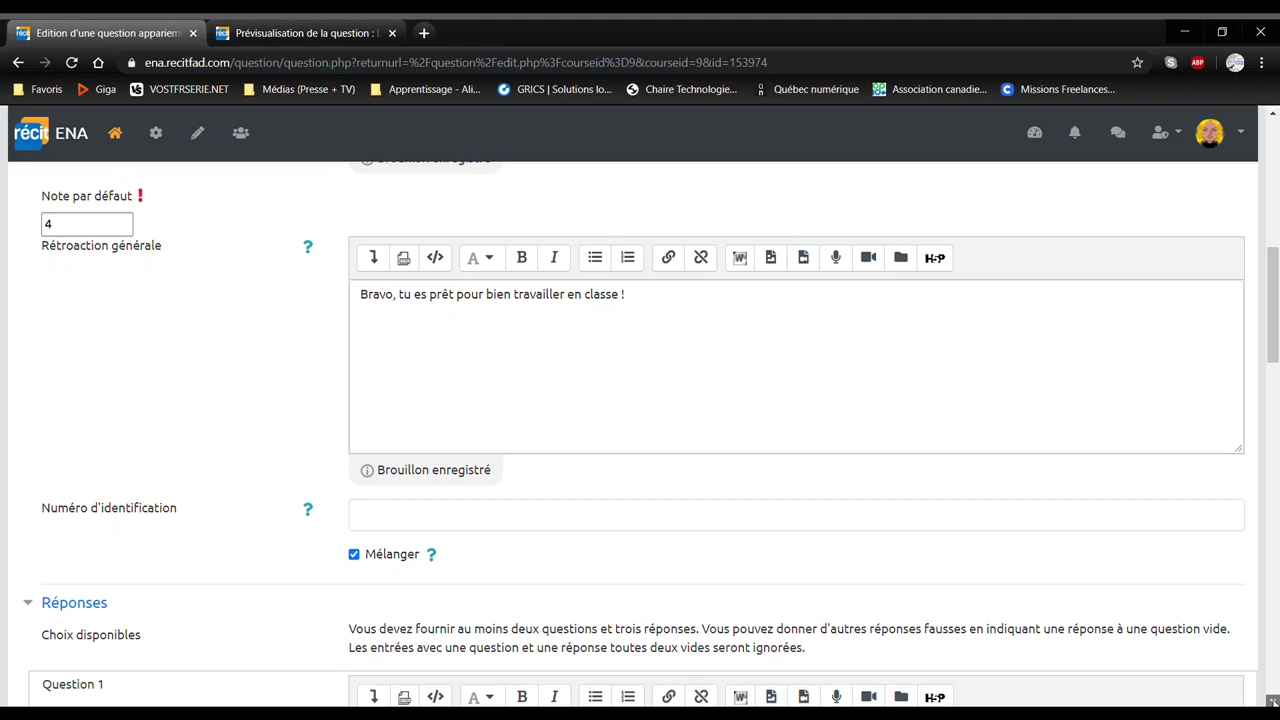 Edition d'une question appariem
Prévisualisation de la question : L
ena.recitfad.com/question/question.php?returnurl=%2Fquestion%2Fedit.php%3Fcourseid%3D9&courseid=9&id=153974
ABP
Favoris
Giga
VOSTFRSERIE.NET
Médias (Presse + TV)
Apprentissage - Ali...
GRICS | Solutions lo...
Chaire Technologie...
Québec numérique
Association canadie...
Missions Freelances...
récit ENA
Note par défaut
4
Rétroaction générale
?
A
B
I
H5P
Bravo, tu es prêt pour bien travailler en classe !
Brouillon enregistré
Numéro d'identification
?
Mélanger ?
Réponses
Choix disponibles
Vous devez fournir au moins deux questions et trois réponses. Vous pouvez donner d'autres réponses fausses en indiquant une réponse à une question vide.
Les entrées avec une question et une réponse toutes deux vides seront ignorées.
Question 1
A
B
I
H5P